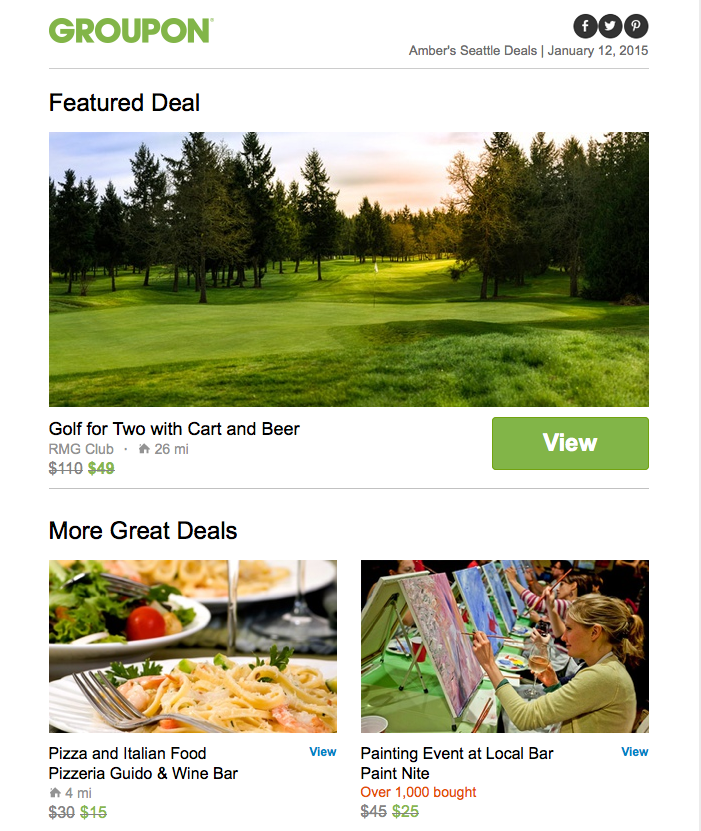 GROUPON
Amber's Seattle Deals | January 12, 2015
Featured Deal
Golf for Two with Cart and Beer
RMG Club · 26 mi
$110 $49
View
More Great Deals
Pizza and Italian Food
View
Pizzeria Guido & Wine Bar
4 mi
$30 $15
Painting Event at Local Bar
View
Paint Nite
Over 1,000 bought
$45 $25